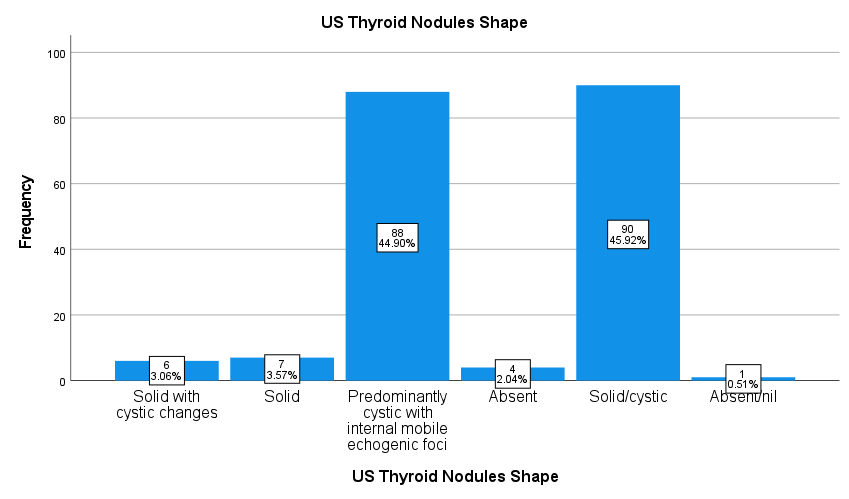 US Thyroid Nodules Shape
Frequency
100
80
60
40
20
0
6
3.06%
7
3.57%
88
44.90%
4
2.04%
90
45.92%
1
0.51%
Solid with
cystic changes
Solid
Predominantly
cystic with
internal mobile
echogenic foci
Absent
Solid/cystic
Absent/nil
US Thyroid Nodules Shape